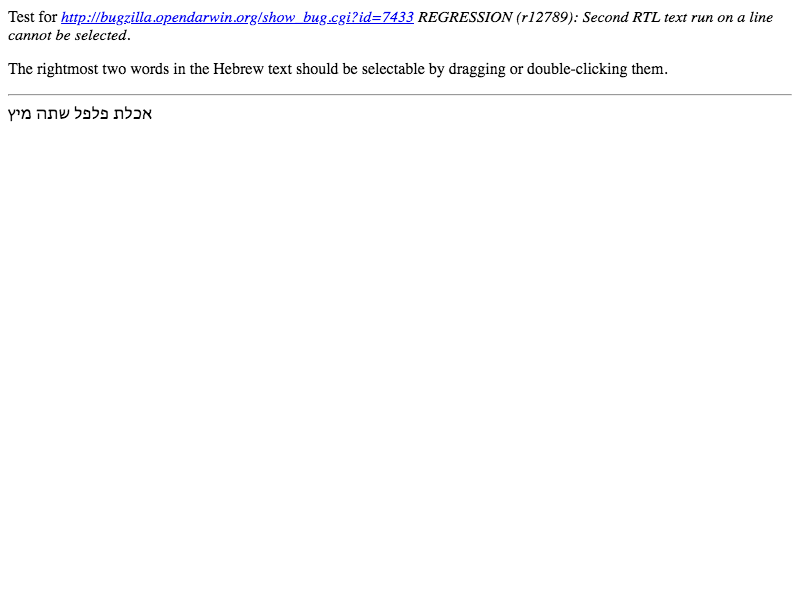 Test for http://bugzilla.opendarwin.org/show_bug.cgi?id=7433 REGRESSION (r12789): Second RTL text run on a line
cannot be selected.
The rightmost two words in the Hebrew text should be selectable by dragging or double-clicking them.
אכלת פלפל שתה מיץ